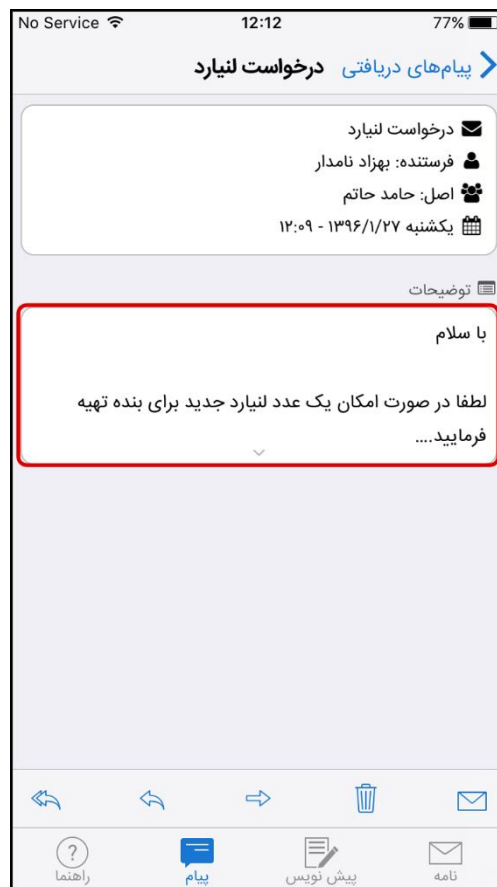 No Service 12:12 77%
پیام‌های دریافتی درخواست لنیارد
درخواست لنیارد
فرستنده: بهزاد نامدار
اصل: حامد حاتم
یکشنبه ۱۳۹۶/۱/۲۷ - ۱۲:۰۹
توضیحات
با سلام
لطفا در صورت امکان یک عدد لنیارد جدید برای بنده تهیه
فرمایید....
نامه پیش نویس پیام راهنما